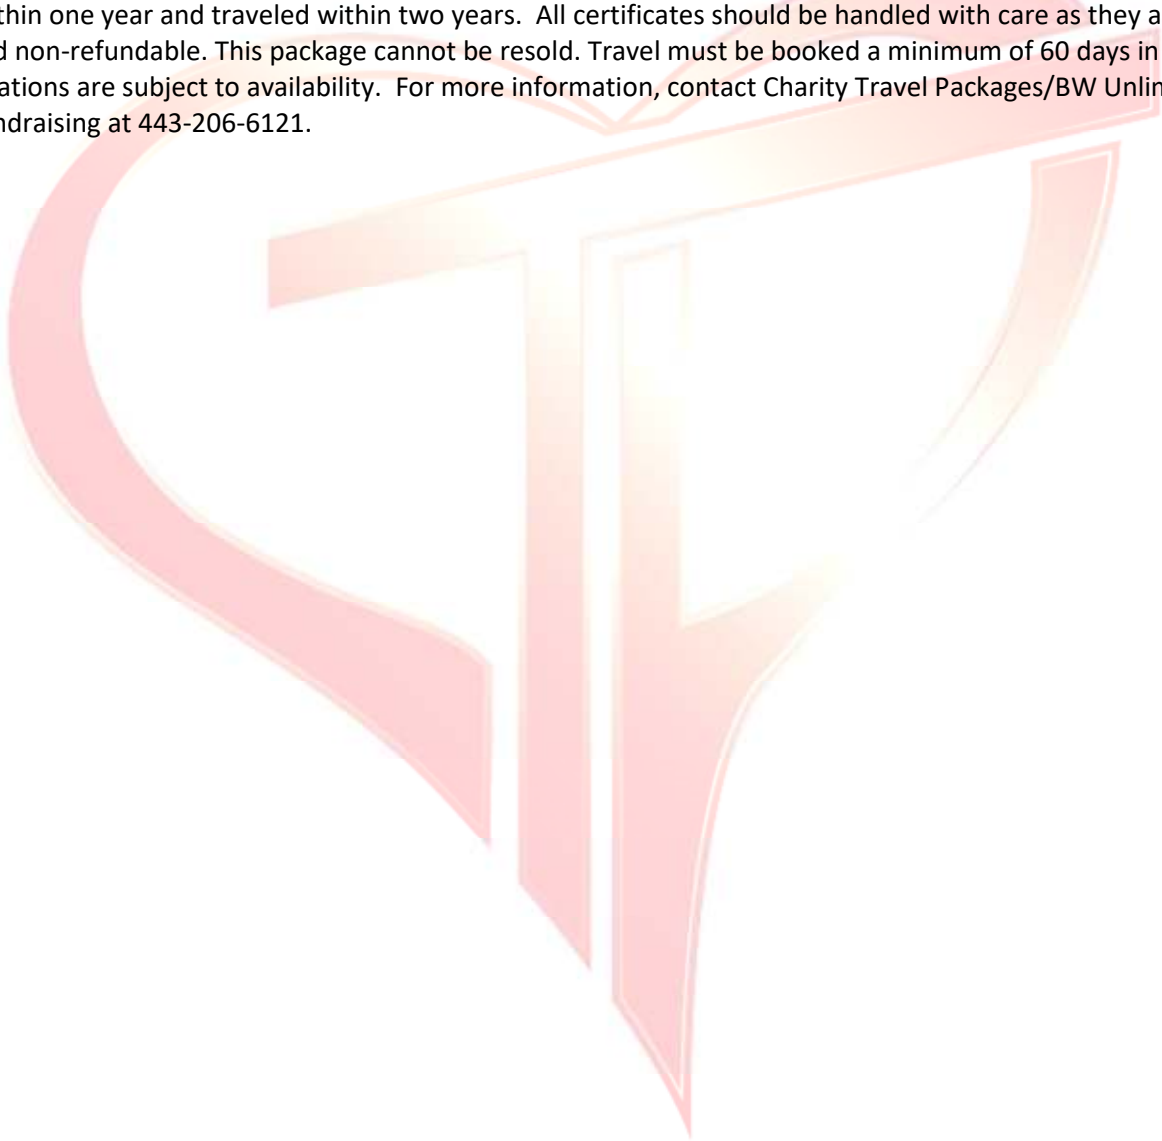 thin one year and traveled within two years.  All certificates should be handled with care as they a
d non-refundable. This package cannot be resold. Travel must be booked a minimum of 60 days in
ations are subject to availability.  For more information, contact Charity Travel Packages/BW Unlin
ndraising at 443-206-6121.